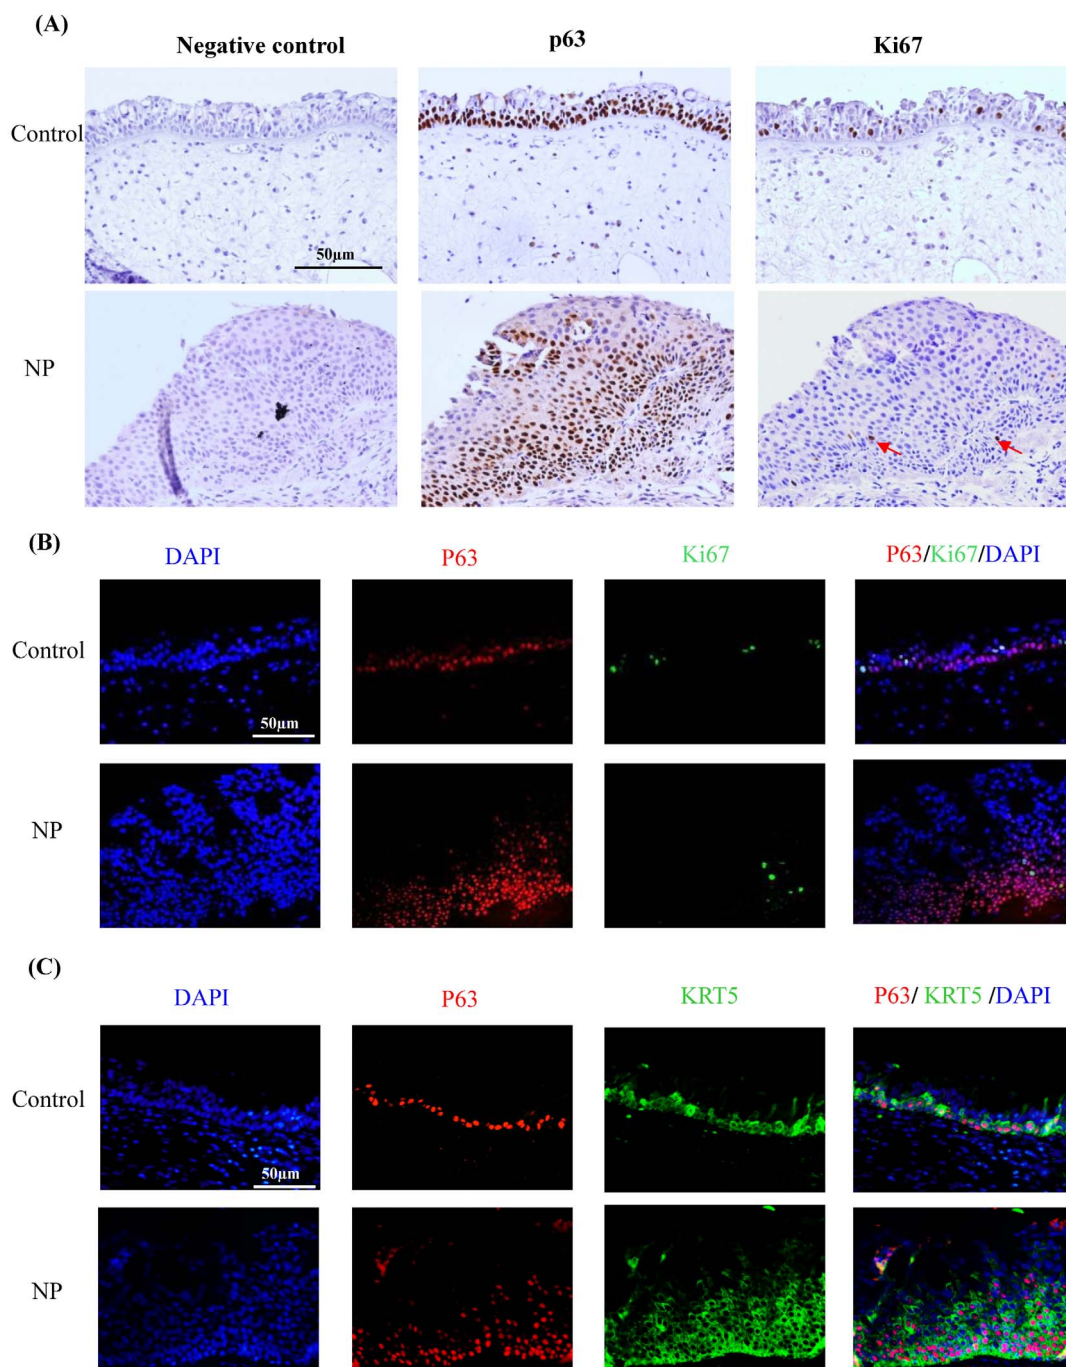 (A)
Negative control p63 Ki67
Control
50μm
NP
(B)
DAPI P63 Ki67 P63/Ki67/DAPI
Control
50μm
NP
(C)
DAPI P63 KRT5 P63/ KRT5 /DAPI
Control
50μm
NP